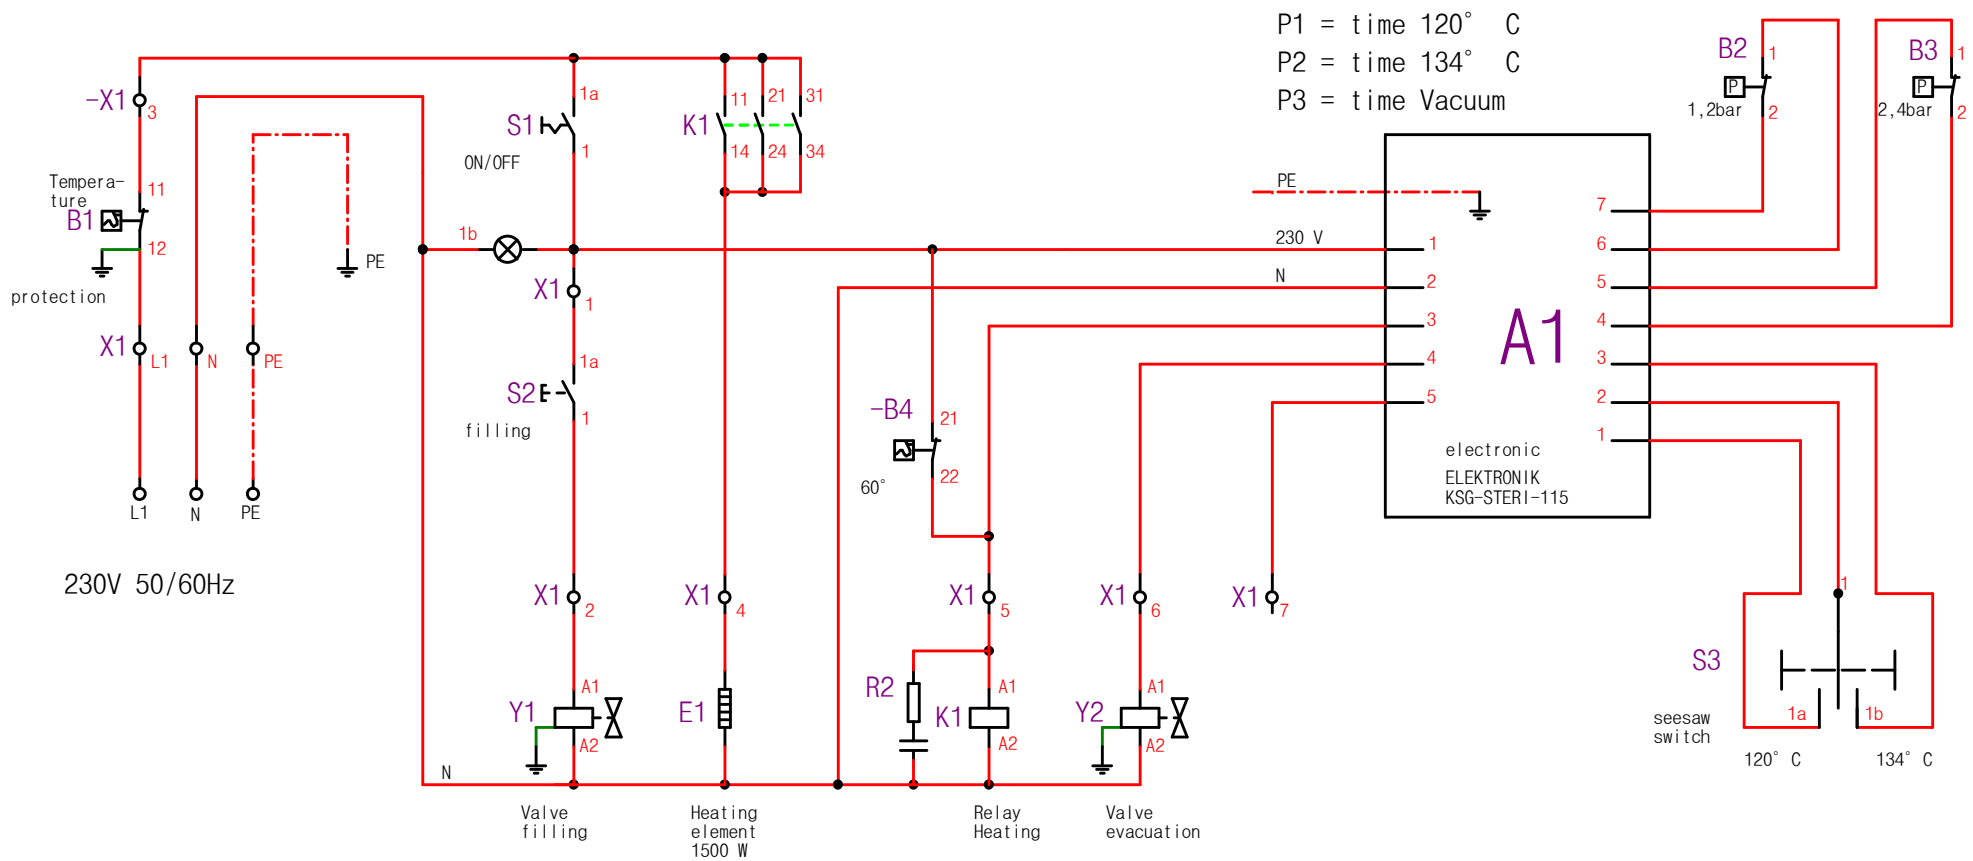 P1 = time 120° C
P2 = time 134° C
P3 = time Vacuum
B2
1
P
1,2bar
2
B3
1
P
2,4bar
2
-X1
3
1a
S1
ON/OFF
1
11
21
31
K1
14
24
34
Tempera-
ture
11
B1
12
protection
PE
PE
1b
230 V
N
1
2
3
4
5
7
6
5
4
3
2
1
A1
electronic
ELEKTRONIK
KSG-STERI-115
X1
1
X1
L1
N
PE
1a
S2
filling
1
-B4
21
22
60°
L1
N
PE
230V 50/60Hz
X1
2
X1
4
X1
5
X1
6
X1
7
1
S3
1a
1b
seesaw
switch
120° C
134° C
Y1
A1
A2
E1
R2
K1
A1
A2
Y2
A1
A2
N
Valve
filling
Heating
element
1500 W
Relay
Heating
Valve
evacuation